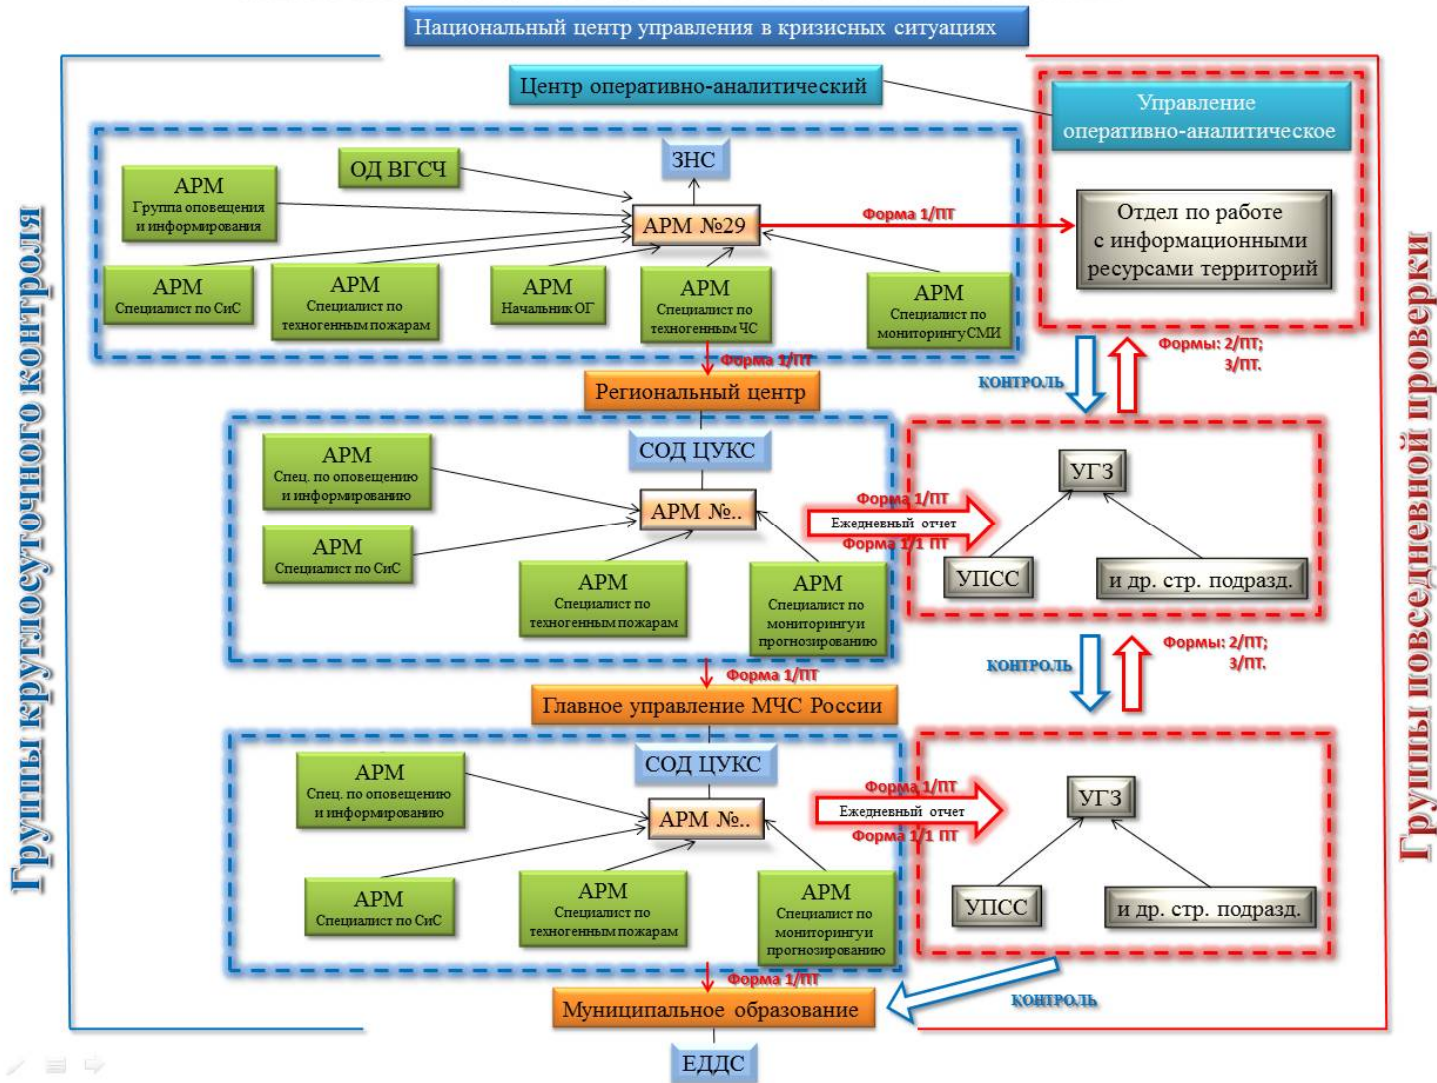 Национальный центр управления в кризисных ситуациях
Центр оперативно-аналитический
Управление
оперативно-аналитическое
Группы круглосуточного контроля
Группы повседневной проверки
ОД ВГСЧ
ЗНС
АРМ
Группа оповещения
и информирования
АРМ №29
Форма 1/ПТ
Отдел по работе
с информационными
ресурсами территорий
АРМ
Специалист по СиС
АРМ
Специалист по
техногенным пожарам
АРМ
Начальник ОГ
АРМ
Специалист по
техногенным ЧС
АРМ
Специалист по
мониторингу СМИ
Форма 1/ПТ
Формы: 2/ПТ;
3/ПТ.
КОНТРОЛЬ
Региональный центр
СОД ЦУКС
АРМ
Спец. по оповещению
и информированию
АРМ №..
АРМ
Специалист по СиС
АРМ
Специалист по
техногенным пожарам
АРМ
Специалист по
мониторингу и
прогнозированию
Форма 1/ПТ
Ежедневный отчет
Форма 1/1 ПТ
УГЗ
УПСС
и др. стр. подразд.
Форма 1/ПТ
КОНТРОЛЬ
Формы: 2/ПТ;
3/ПТ.
Главное управление МЧС России
СОД ЦУКС
АРМ
Спец. по оповещению
и информированию
АРМ №..
АРМ
Специалист по СиС
АРМ
Специалист по
техногенным пожарам
АРМ
Специалист по
мониторингу и
прогнозированию
Форма 1/ПТ
Ежедневный отчет
Форма 1/1 ПТ
УГЗ
УПСС
и др. стр. подразд.
Форма 1/ПТ
КОНТРОЛЬ
Муниципальное образование
ЕДДС